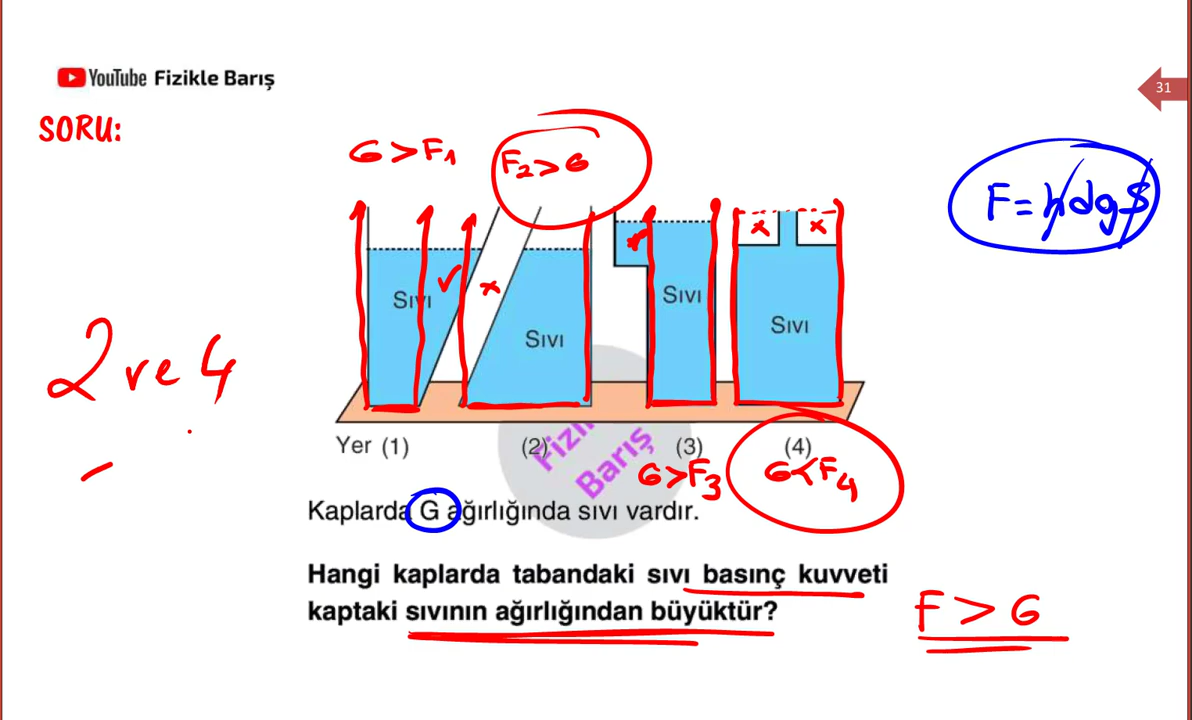 YouTube Fizikle Barış
31
SORU:
G > F₁
F₂ > G
F = hdgS
Sıvı
Sıvı
Sıvı
Sıvı
x
x
x
2 ve 4
Yer (1)
(2)
(3)
(4)
Fizikle
Barış
G > F₃
G < F₄
Kaplarda G ağırlığında sıvı vardır.
Hangi kaplarda tabandaki sıvı basınç kuvveti
kaptaki sıvının ağırlığından büyüktür?
F > G